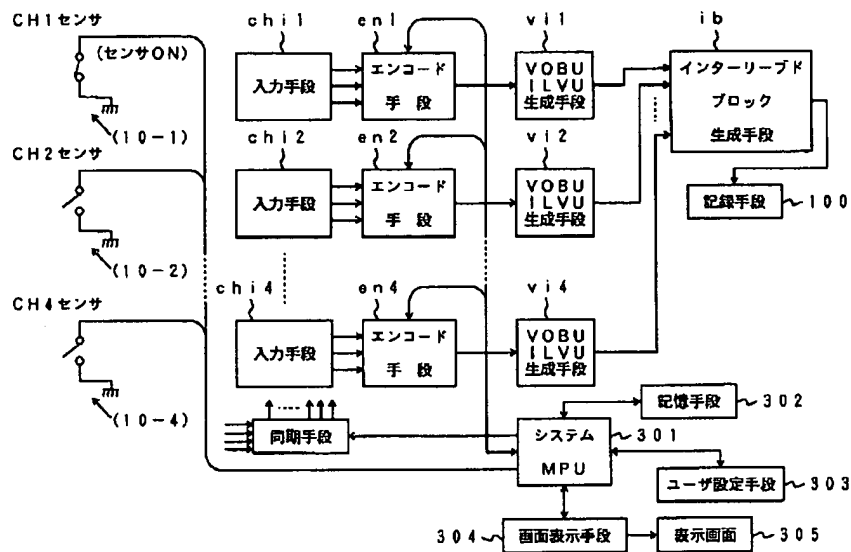 CH1センサ
(センサON)
(10-1)
CH2センサ
(10-2)
CH4センサ
(10-4)
chi1
入力手段
en1
エンコード
手段
vi1
VOBU
ILVU
生成手段
ib
インターリーブド
ブロック
生成手段
chi2
入力手段
en2
エンコード
手段
vi2
VOBU
ILVU
生成手段
記録手段
100
chi4
入力手段
en4
エンコード
手段
vi4
VOBU
ILVU
生成手段
同期手段
システム
MPU
301
記憶手段
302
ユーザ設定手段
303
304
画面表示手段
表示画面
305